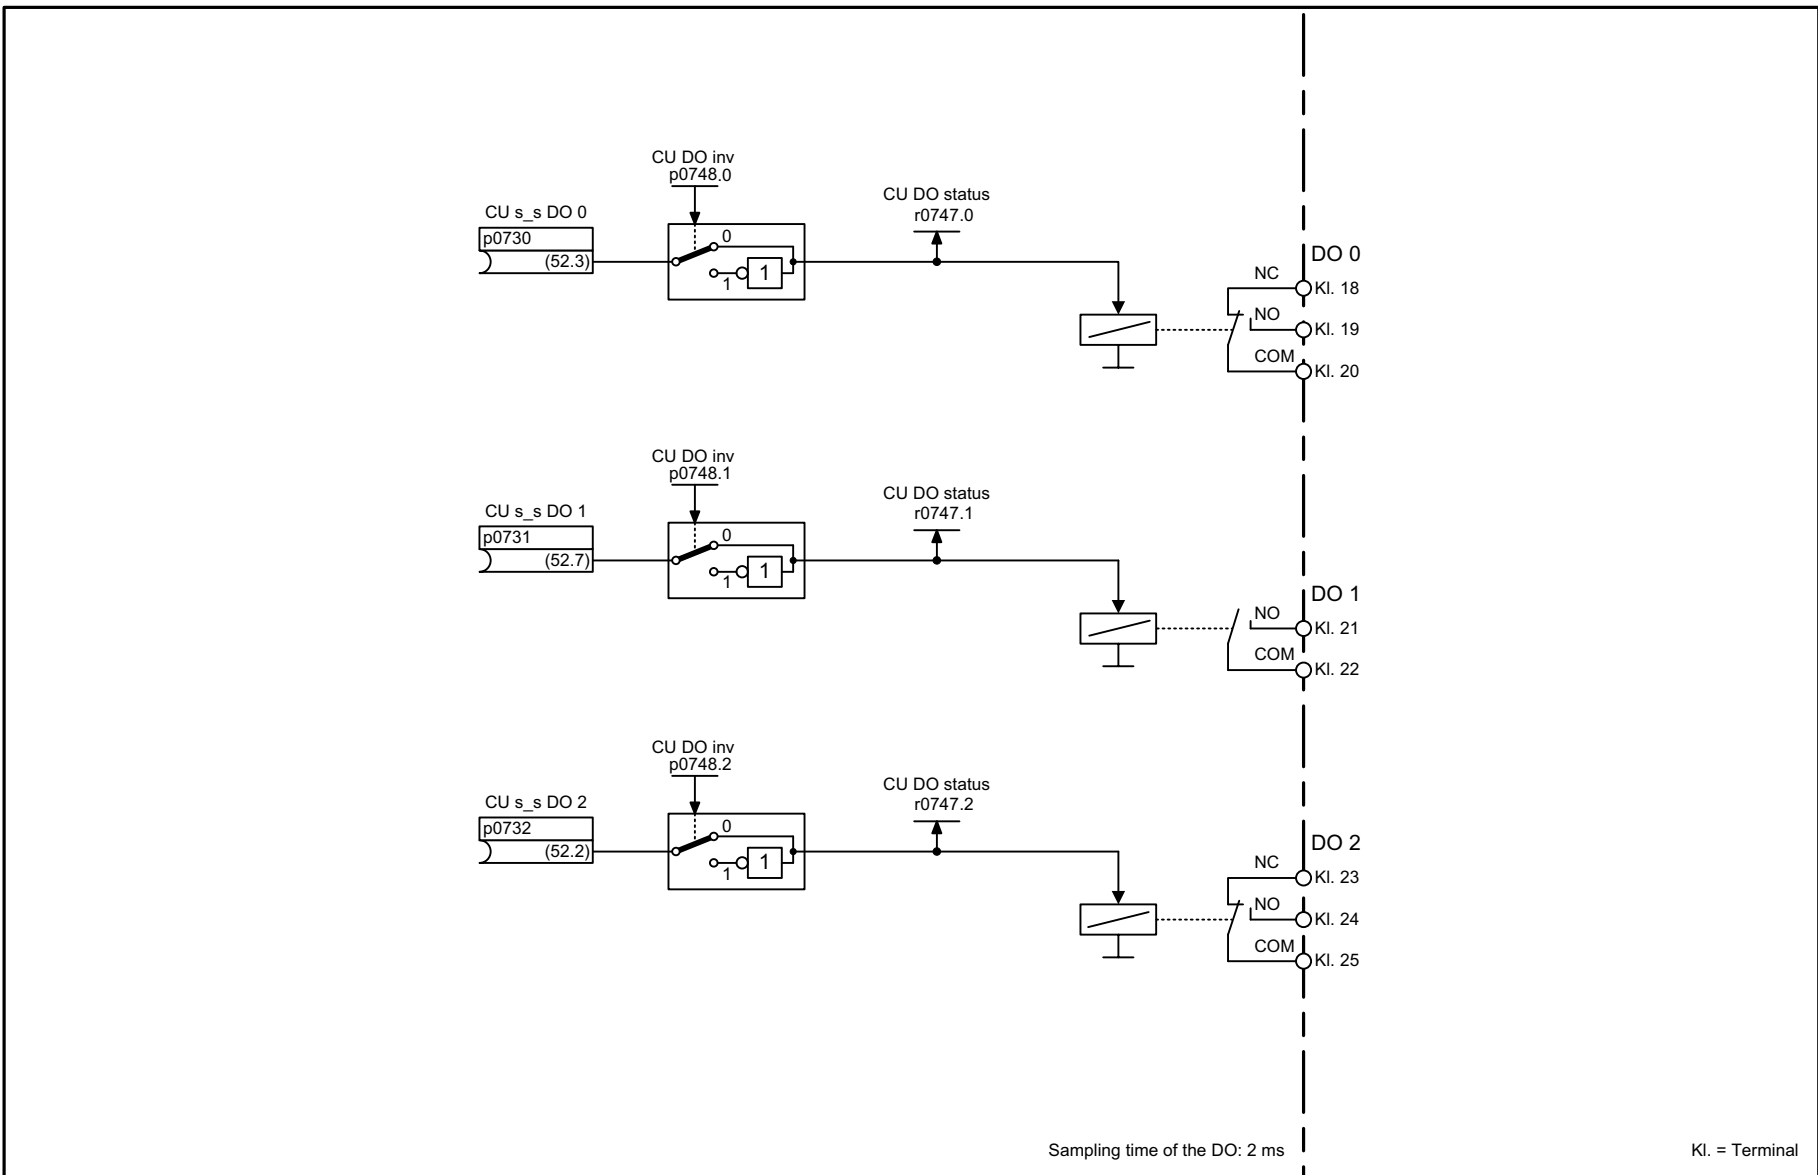 CU DO inv
p0748.0
CU DO status
r0747.0
CU s_s DO 0
p0730
(52.3)
0
1
1
DO 0
NC
Kl. 18
NO
Kl. 19
COM
Kl. 20
CU DO inv
p0748.1
CU DO status
r0747.1
CU s_s DO 1
p0731
(52.7)
0
1
1
DO 1
NO
Kl. 21
COM
Kl. 22
CU DO inv
p0748.2
CU DO status
r0747.2
CU s_s DO 2
p0732
(52.2)
0
1
1
DO 2
NC
Kl. 23
NO
Kl. 24
COM
Kl. 25
Sampling time of the DO: 2 ms
Kl. = Terminal